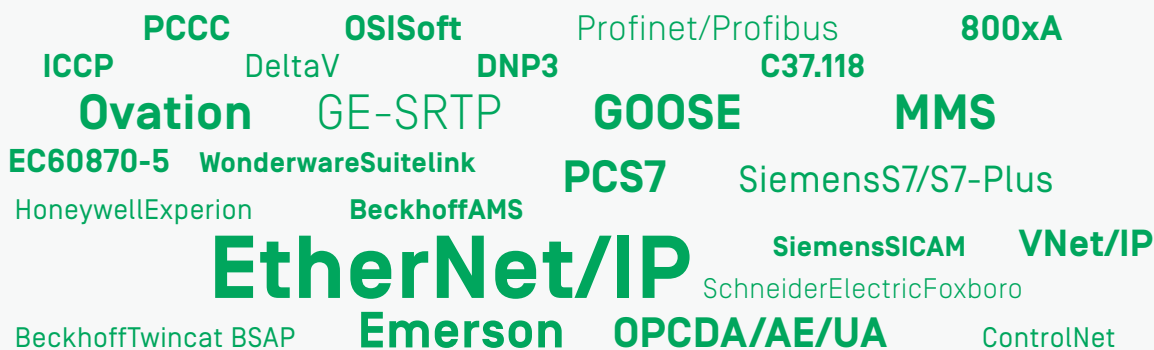 PCCC OSISoft Profinet/Profibus 800xA
ICCP DeltaV DNP3 C37.118
Ovation GE-SRTP GOOSE MMS
EC60870-5 WonderwareSuitelink PCS7 SiemensS7/S7-Plus
HoneywellExperion BeckhoffAMS
EtherNet/IP SiemensSICAM VNet/IP
SchneiderElectricFoxboro
BeckhoffTwincat BSAP Emerson OPCDA/AE/UA ControlNet